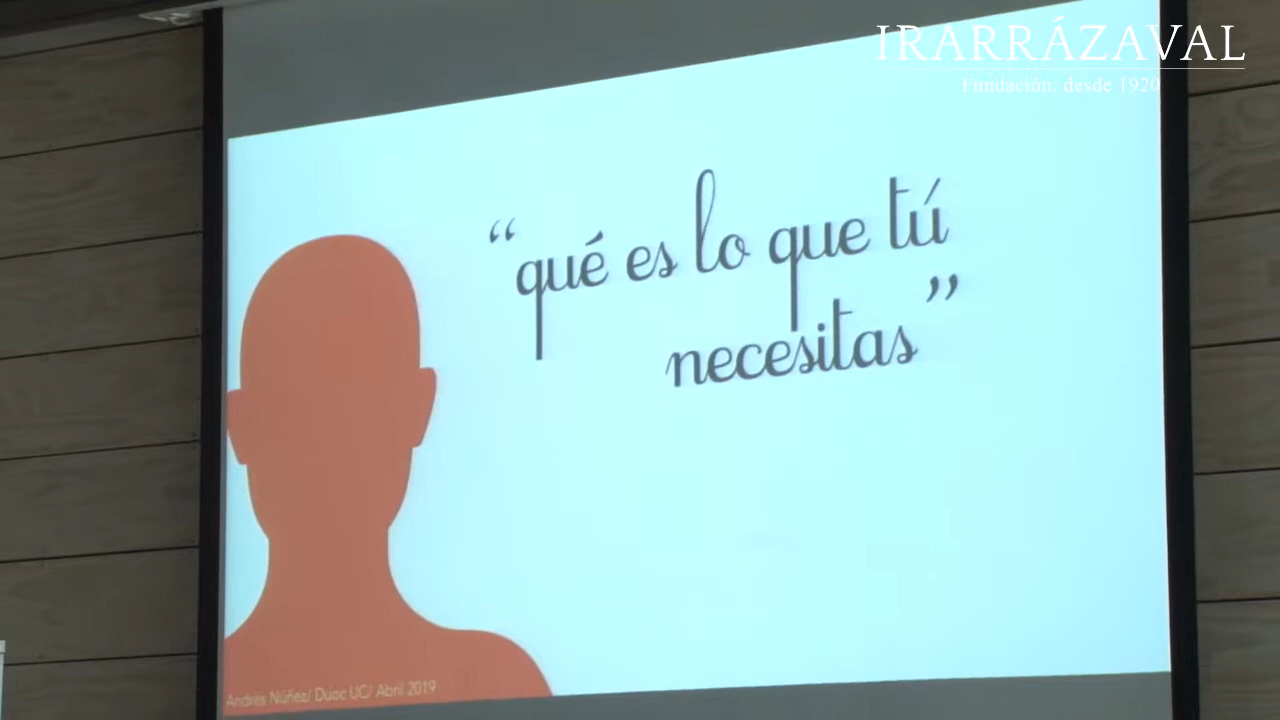 IRARRÁZAVAL
Fundación, desde 1920
“qué es lo que tú
necesitas”
Andrés Núñez/ Duoc UC/ Abril 2019